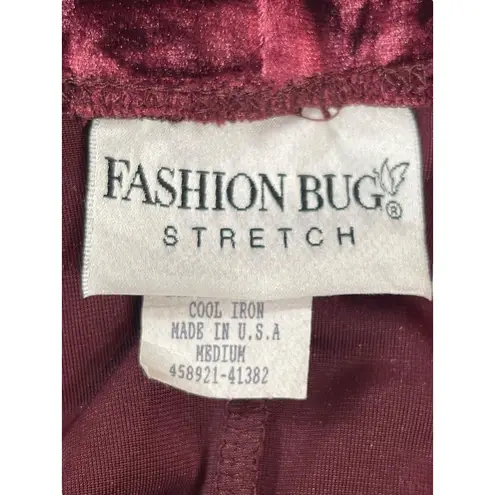 FASHION BUG®
STRETCH
COOL IRON
MADE IN U.S.A
MEDIUM
458921-41382